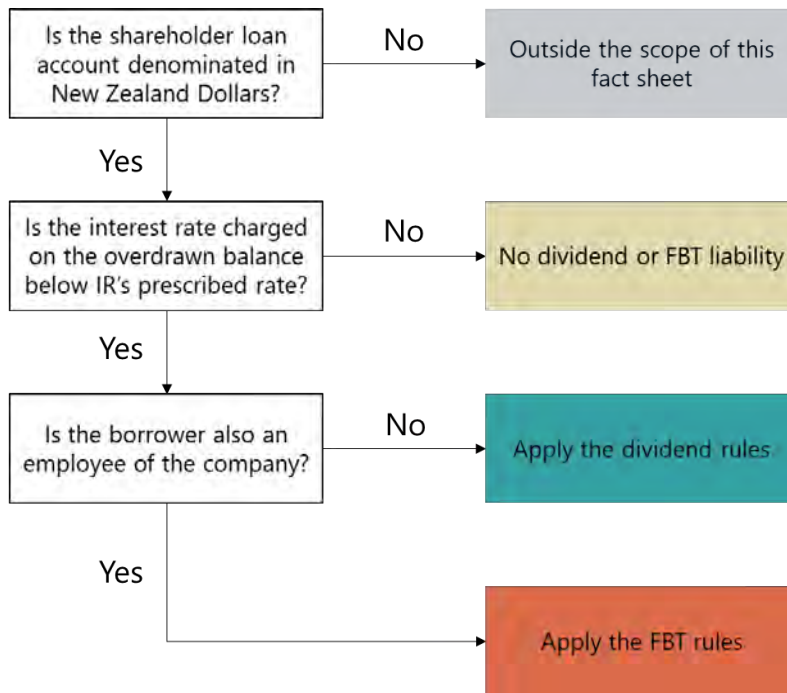 Is the shareholder loan
account denominated in
New Zealand Dollars?
No
Outside the scope of this
fact sheet
Yes
Is the interest rate charged
on the overdrawn balance
below IR's prescribed rate?
No
No dividend or FBT liability
Yes
Is the borrower also an
employee of the company?
No
Apply the dividend rules
Yes
Apply the FBT rules